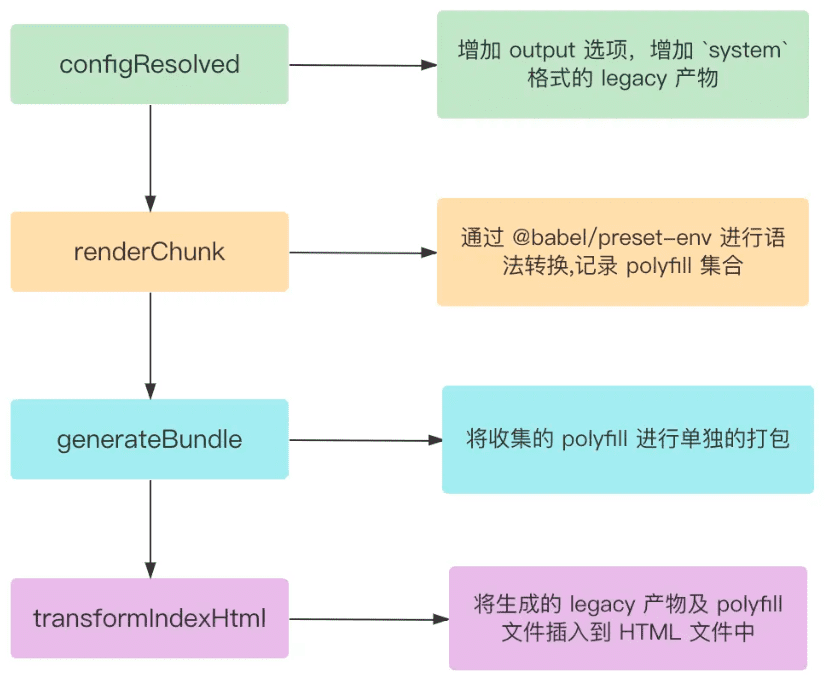 configResolved
增加 output 选项，增加 `system`
格式的 legacy 产物
renderChunk
通过 @babel/preset-env 进行语
法转换,记录 polyfill 集合
generateBundle
将收集的 polyfill 进行单独的打包
transformIndexHtml
将生成的 legacy 产物及 polyfill
文件插入到 HTML 文件中